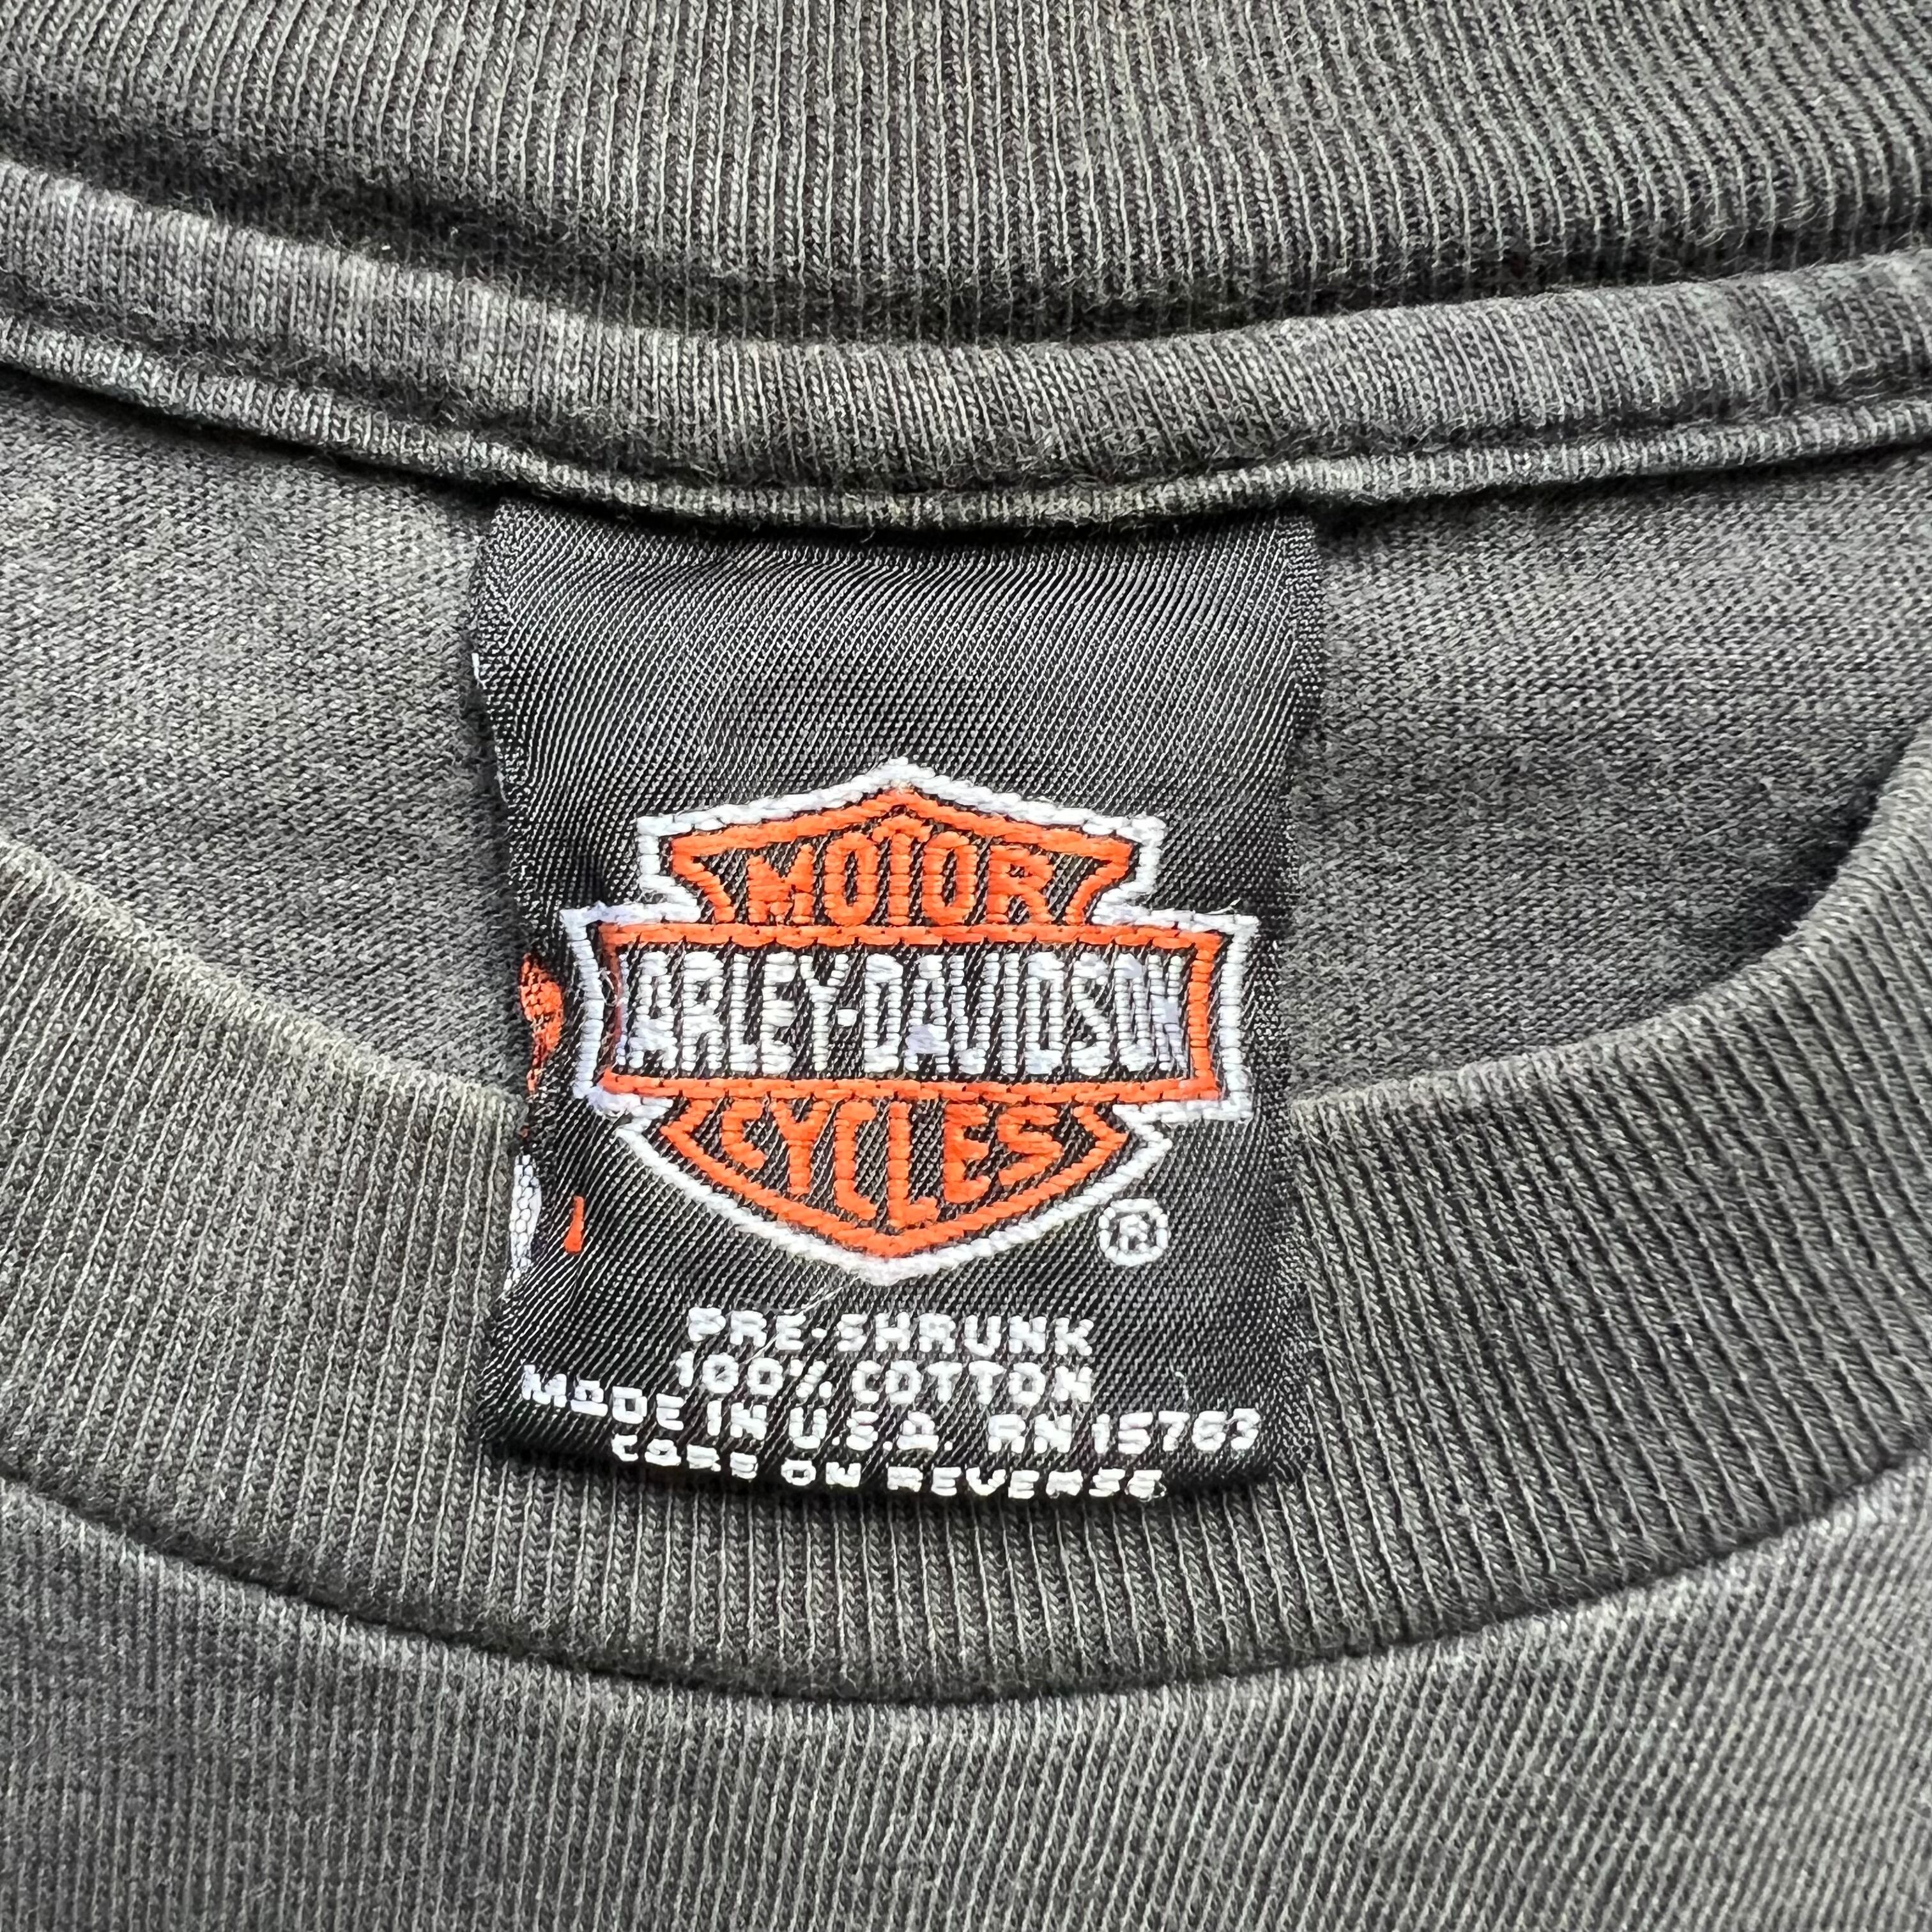 MOTOR
HARLEY-DAVIDSON
CYCLES
®
PRE-SHRUNK
100% COTTON
MADE IN U.S.A. RN 15763
CARE ON REVERSE